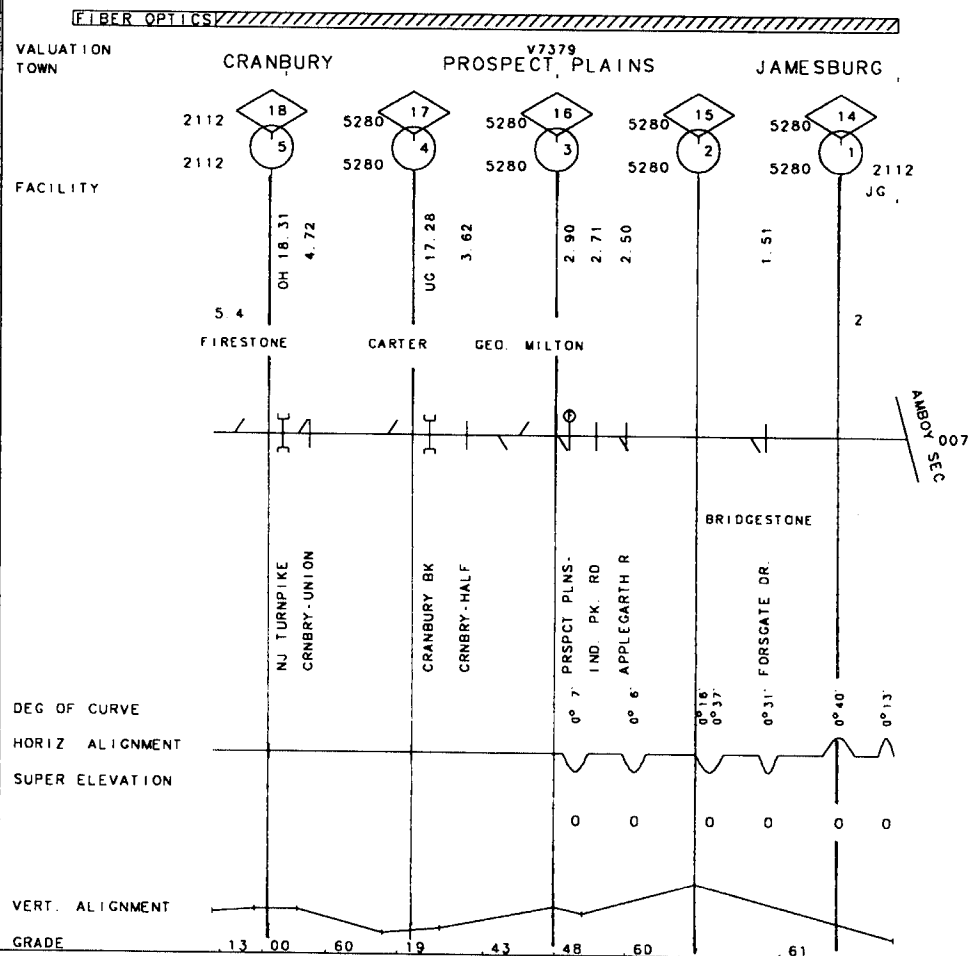 FIBER OPTICS
VALUATION V7379
TOWN CRANBURY PROSPECT PLAINS JAMESBURG
2112 18 5280 17 5280 16 5280 15 5280 14
2112 5 5280 4 5280 3 5280 2 5280 1 2112
FACILITY JG
OH 18.31
4.72
UG 17.28
3.62
2.90
2.71
2.50
1.51
5.4 2
FIRESTONE CARTER GEO. MILTON
AMBOY SEC
007
BRIDGESTONE
NJ TURNPIKE
CRNBRY-UNION
CRANBURY BK
CRNBRY-HALF
PRSPCT PLNS-
IND. PK. RD
APPLEGARTH R
FORSGATE DR.
DEG OF CURVE 0° 7' 0° 6' 0°16' 0°37' 0°31' 0°40' 0°13'
HORIZ ALIGNMENT
SUPER ELEVATION
0 0 0 0 0 0
VERT. ALIGNMENT
GRADE .13 .00 .60 .19 .43 .48 .60 .61